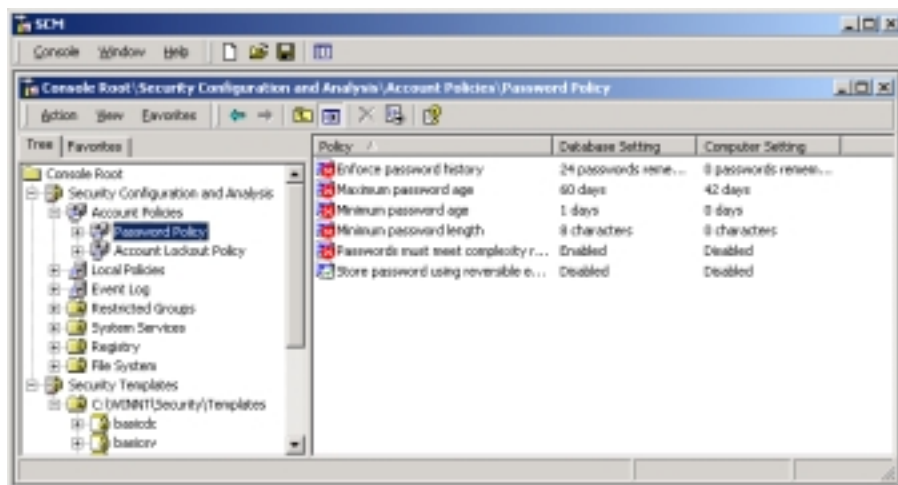 SCM
Console Window Help
Console Root\Security Configuration and Analysis\Account Policies\Password Policy
Action View Favorites
Tree Favorites
Policy / Database Setting Computer Setting
Console Root
Security Configuration and Analysis
Account Policies
Password Policy
Account Lockout Policy
Local Policies
Event Log
Restricted Groups
System Services
Registry
File System
Security Templates
C:\WINNT\Security\Templates
basicdc
basicsv
Enforce password history 24 passwords reme... 0 passwords remem...
Maximum password age 60 days 42 days
Minimum password age 1 days 0 days
Minimum password length 8 characters 0 characters
Passwords must meet complexity r... Enabled Disabled
Store password using reversible e... Disabled Disabled